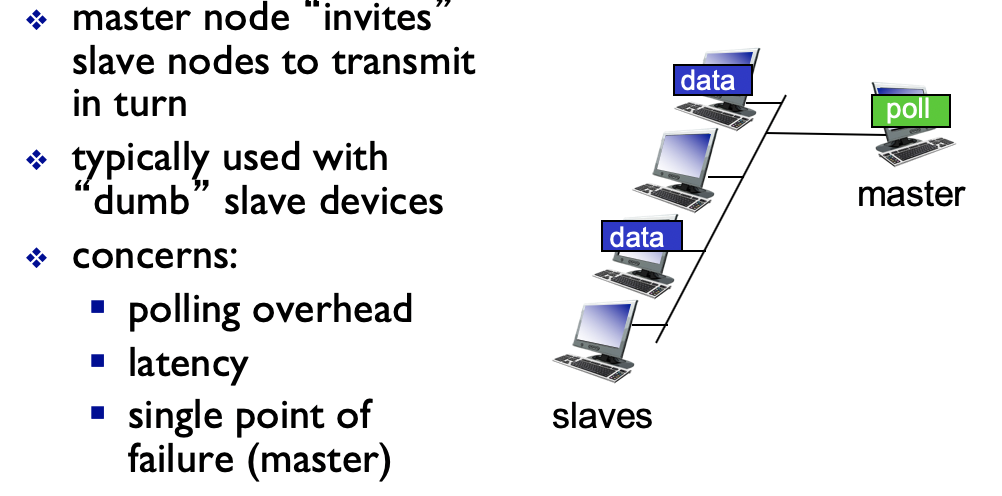 ❖ master node “invites”
slave nodes to transmit
in turn
❖ typically used with
“dumb” slave devices
❖ concerns:
▪ polling overhead
▪ latency
▪ single point of
failure (master)
data
poll
master
data
slaves